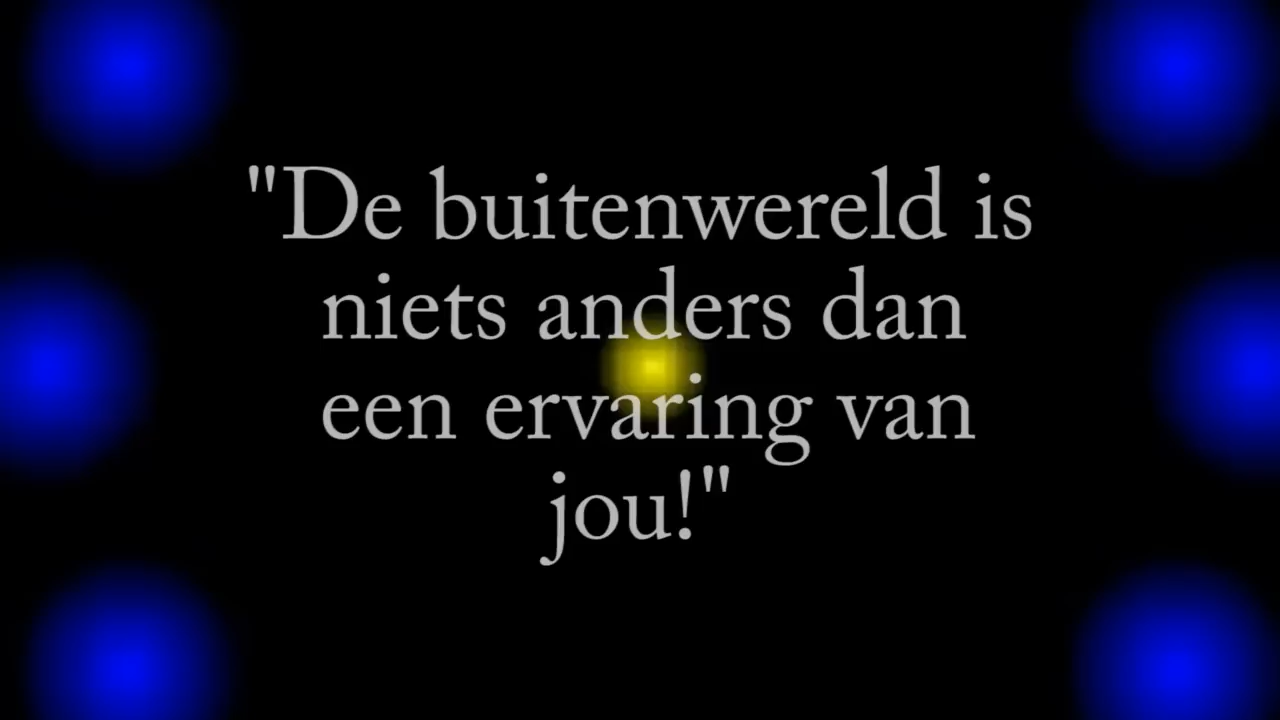 "De buitenwereld is
niets anders dan
een ervaring van
jou!"